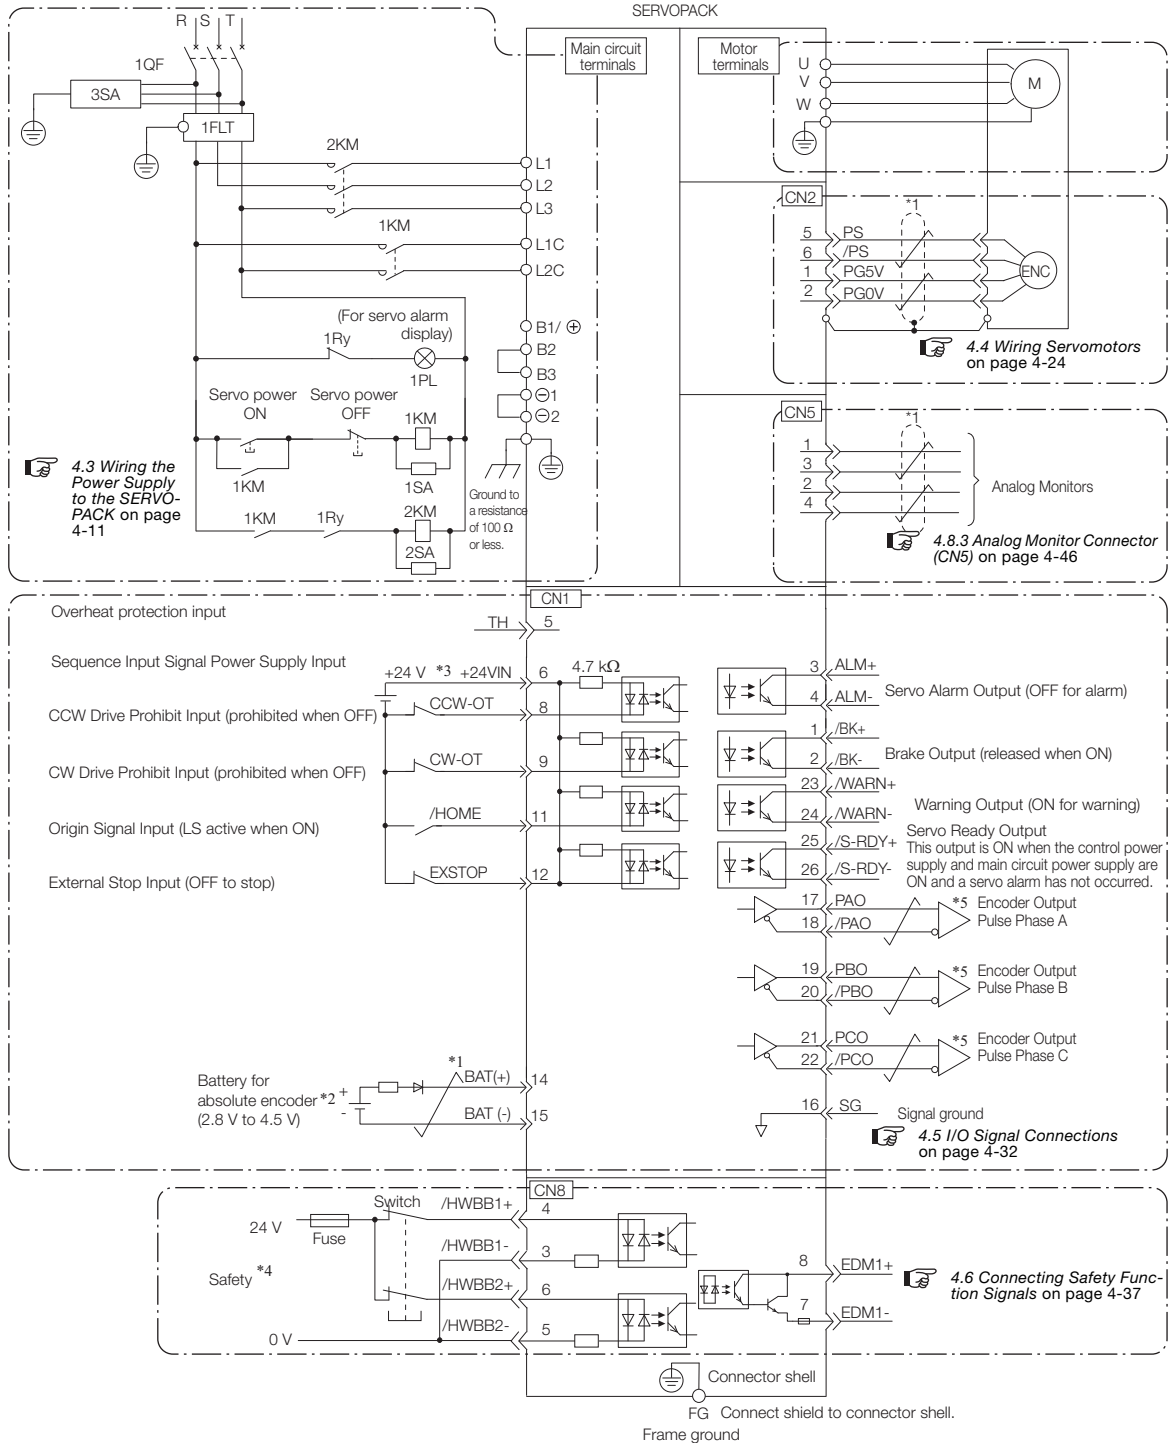 SERVOPACK
R S T
1QF
3SA
1FLT
2KM
1KM
Main circuit
terminals
L1
L2
L3
L1C
L2C
B1/ ⊕
B2
B3
⊖1
⊖2
(For servo alarm
display)
1Ry
1PL
Servo power
ON
Servo power
OFF
1KM
1SA
1KM
1KM
1Ry
2KM
2SA
4.3 Wiring the
Power Supply
to the SERVO-
PACK on page
4-11
Ground to
a resistance
of 100 Ω
or less.
Motor
terminals
U
V
W
M
CN2
*1
5 PS
6 /PS
1 PG5V
2 PG0V
ENC
4.4 Wiring Servomotors
on page 4-24
CN5
*1
1
3
2
4
Analog Monitors
4.8.3 Analog Monitor Connector
(CN5) on page 4-46
CN1
Overheat protection input
TH 5
Sequence Input Signal Power Supply Input
+24 V *3 +24VIN 6 4.7 kΩ
CCW Drive Prohibit Input (prohibited when OFF)
CCW-OT 8
CW Drive Prohibit Input (prohibited when OFF)
CW-OT 9
Origin Signal Input (LS active when ON)
/HOME 11
External Stop Input (OFF to stop)
EXSTOP 12
3 ALM+
4 ALM-
Servo Alarm Output (OFF for alarm)
1 /BK+
2 /BK-
Brake Output (released when ON)
23 /WARN+
24 /WARN-
Warning Output (ON for warning)
25 /S-RDY+
26 /S-RDY-
Servo Ready Output
This output is ON when the control power
supply and main circuit power supply are
ON and a servo alarm has not occurred.
17 PAO
18 /PAO
*5 Encoder Output
Pulse Phase A
19 PBO
20 /PBO
*5 Encoder Output
Pulse Phase B
21 PCO
22 /PCO
*5 Encoder Output
Pulse Phase C
Battery for
absolute encoder *2
(2.8 V to 4.5 V)
+
-
*1
BAT(+) 14
BAT (-) 15
16 SG
Signal ground
4.5 I/O Signal Connections
on page 4-32
CN8
Switch
24 V
Fuse
Safety *4
0 V
/HWBB1+ 4
/HWBB1- 3
/HWBB2+ 6
/HWBB2- 5
8 EDM1+
7 EDM1-
4.6 Connecting Safety Func-
tion Signals on page 4-37
Connector shell
FG Connect shield to connector shell.
Frame ground